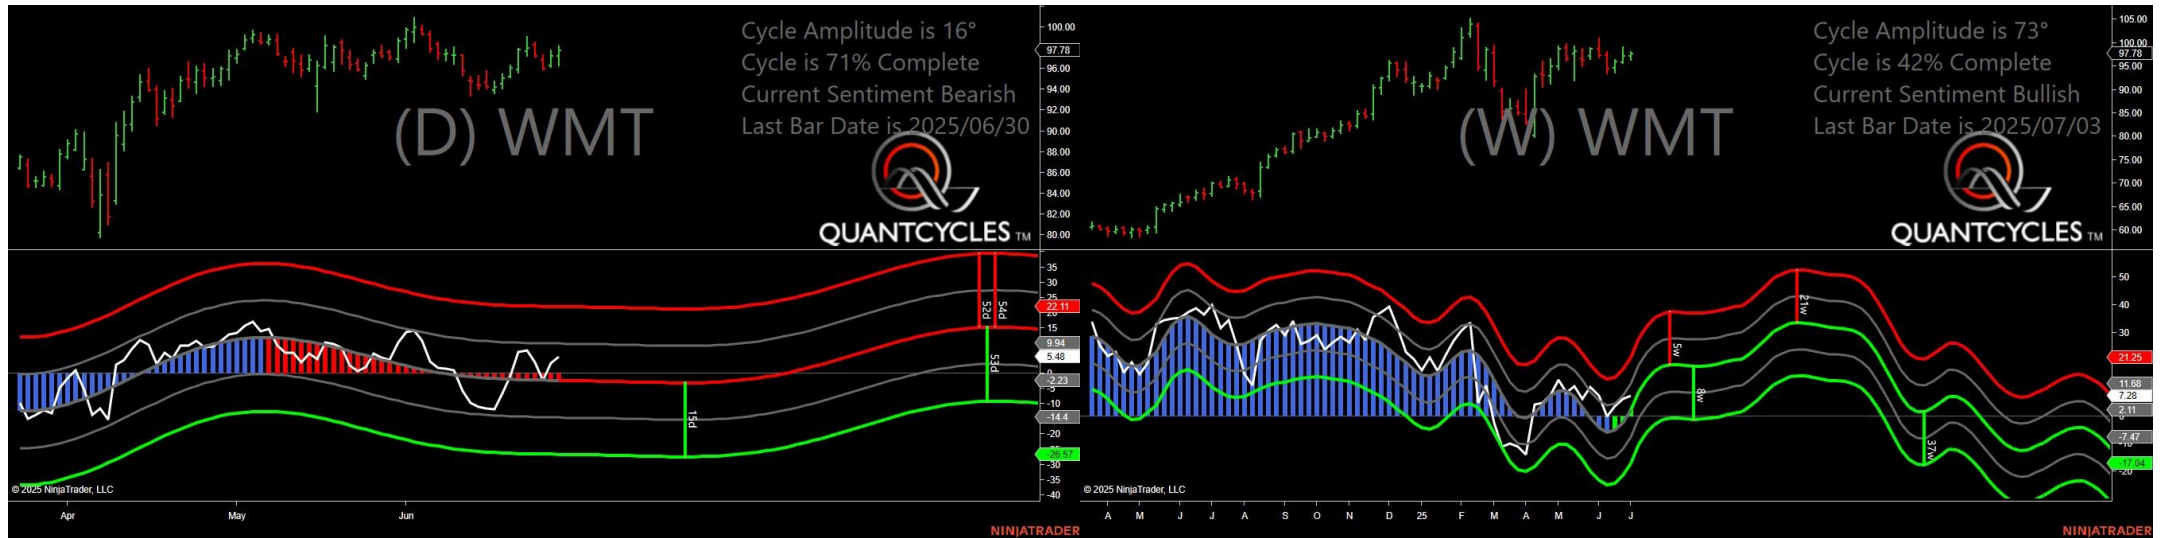 Cycle Amplitude is 16°
Cycle is 71% Complete
Current Sentiment Bearish
Last Bar Date is 2025/06/30
(D) WMT
QUANTCYCLES TM
100.00
97.78
96.00
94.00
92.00
90.00
88.00
86.00
84.00
82.00
80.00
35
30
25
22.11
15
9.94
5.48
-2.23
-5
-10
-14.4
-20
-26.57
-30
-35
-40
52d
54d
53d
15d
© 2025 NinjaTrader, LLC
Apr
May
Jun
NINJATRADER
Cycle Amplitude is 73°
Cycle is 42% Complete
Current Sentiment Bullish
Last Bar Date is 2025/07/03
(W) WMT
QUANTCYCLES TM
105.00
100.00
97.78
95.00
90.00
85.00
80.00
75.00
70.00
65.00
60.00
50
40
30
21.25
11.68
7.28
2.11
-7.47
-17.04
5w
8w
21w
37w
© 2025 NinjaTrader, LLC
A M J J A S O N D 25 F M A M J J
NINJATRADER